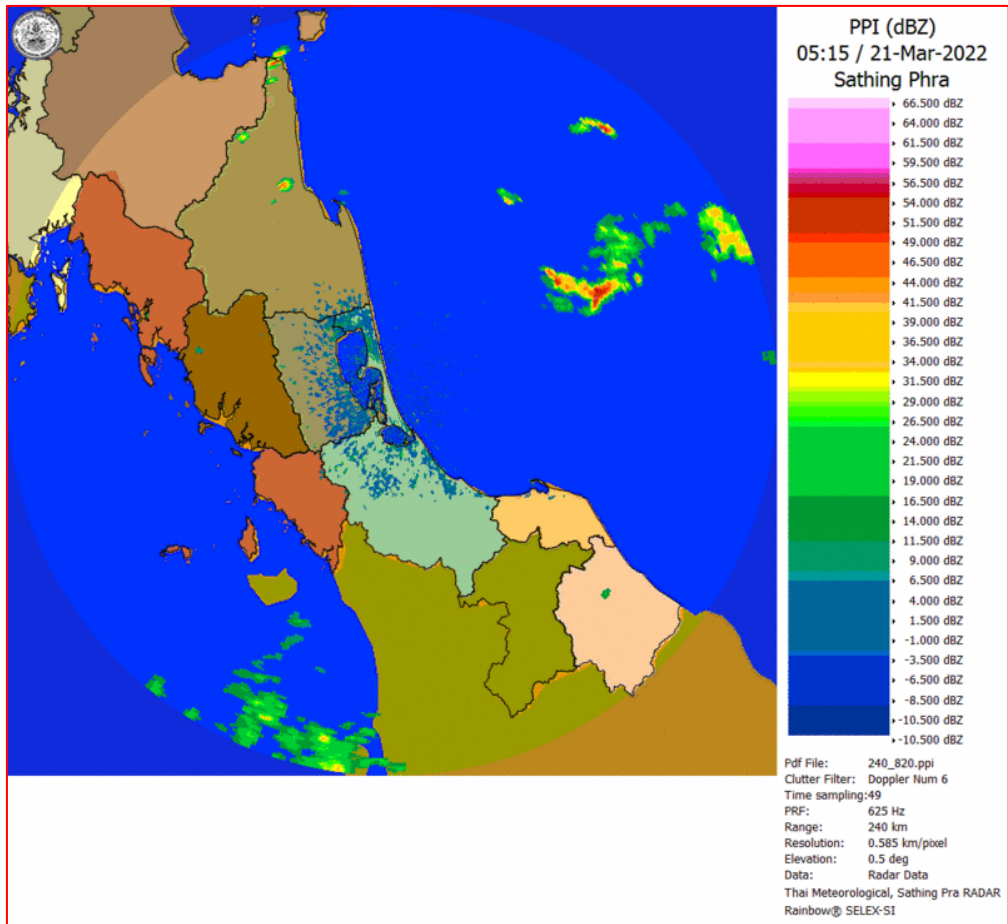 PPI (dBZ)
05:15 / 21-Mar-2022
Sathing Phra
66.500 dBZ
64.000 dBZ
61.500 dBZ
59.500 dBZ
56.500 dBZ
54.000 dBZ
51.500 dBZ
49.000 dBZ
46.500 dBZ
44.000 dBZ
41.500 dBZ
39.000 dBZ
36.500 dBZ
34.000 dBZ
31.500 dBZ
29.000 dBZ
26.500 dBZ
24.000 dBZ
21.500 dBZ
19.000 dBZ
16.500 dBZ
14.000 dBZ
11.500 dBZ
9.000 dBZ
6.500 dBZ
4.000 dBZ
1.500 dBZ
-1.000 dBZ
-3.500 dBZ
-6.500 dBZ
-8.500 dBZ
-10.500 dBZ
-10.500 dBZ
Pdf File: 240_820.ppi
Clutter Filter: Doppler Num 6
Time sampling:49
PRF: 625 Hz
Range: 240 km
Resolution: 0.585 km/pixel
Elevation: 0.5 deg
Data: Radar Data
Thai Meteorological, Sathing Pra RADAR
Rainbow® SELEX-SI